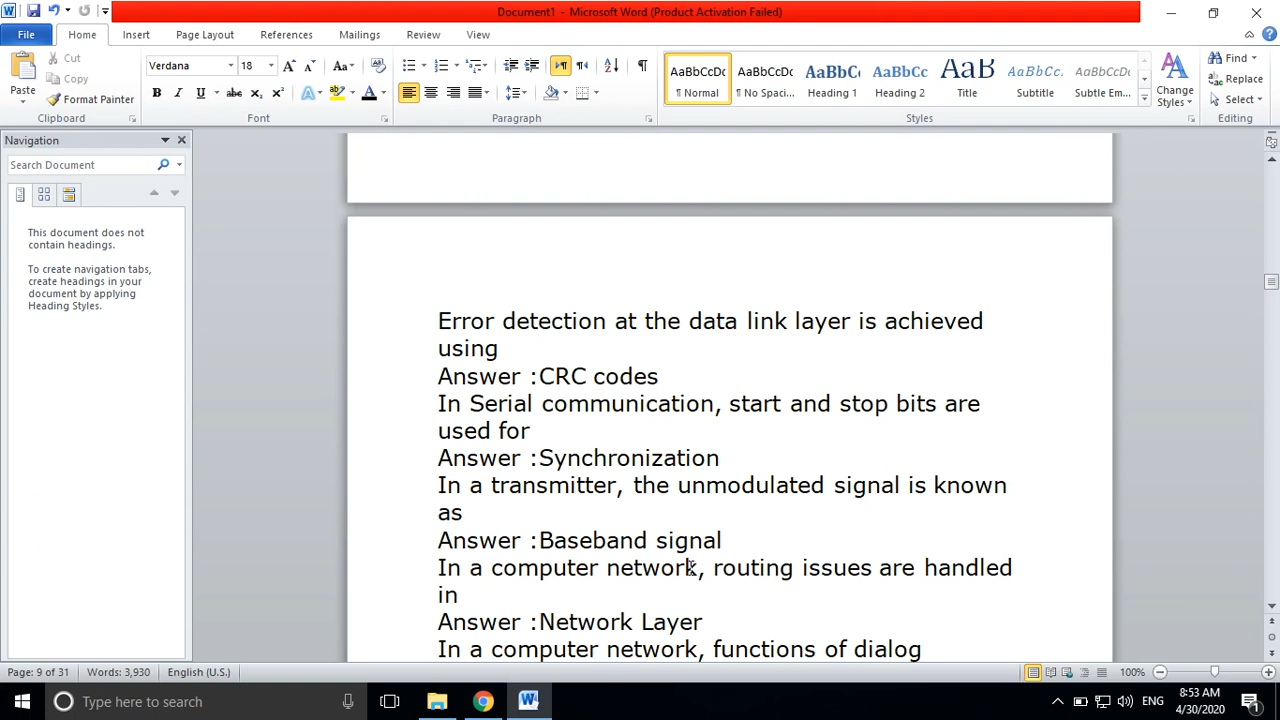 Document1 - Microsoft Word (Product Activation Failed)
File Home Insert Page Layout References Mailings Review View
Paste
Cut
Copy
Format Painter
Clipboard
Verdana 18
Font
Paragraph
AaBbCcDc ¶ Normal
AaBbCcDc ¶ No Spaci...
AaBbCc Heading 1
AaBbCc Heading 2
AaB Title
AaBbCc. Subtitle
AaBbCcDc Subtle Em...
Change Styles
Styles
Find
Replace
Select
Editing
Navigation
Search Document
This document does not
contain headings.
To create navigation tabs,
create headings in your
document by applying
Heading Styles.
Error detection at the data link layer is achieved
using
Answer :CRC codes
In Serial communication, start and stop bits are
used for
Answer :Synchronization
In a transmitter, the unmodulated signal is known
as
Answer :Baseband signal
In a computer network, routing issues are handled
in
Answer :Network Layer
In a computer network, functions of dialog
Page: 9 of 31 Words: 3,930 English (U.S.) 100%
Type here to search
ENG
8:53 AM
4/30/2020